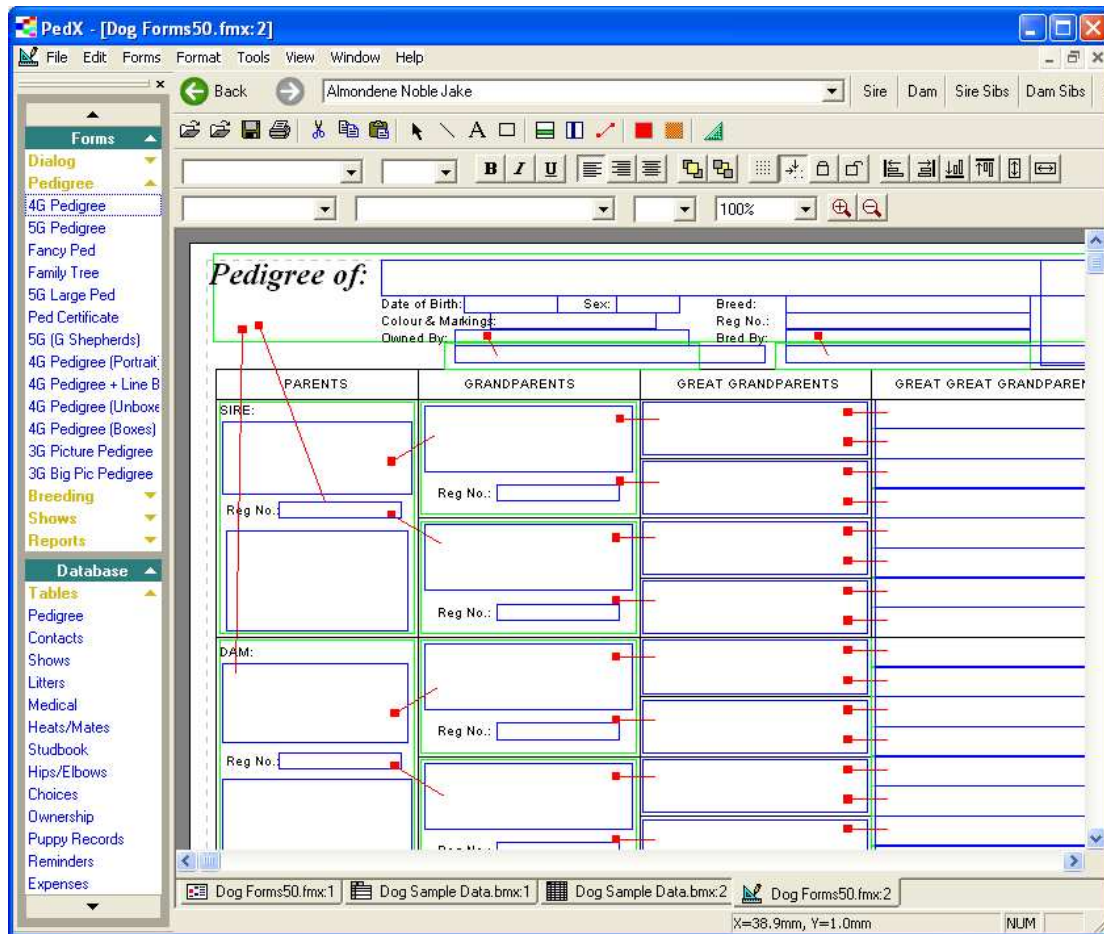 PedX - [Dog Forms50.fmx:2]
File Edit Forms Format Tools View Window Help
Back Almondene Noble Jake Sire Dam Sire Sibs Dam Sibs
A
B I U
100%
Forms
Dialog
Pedigree
4G Pedigree
5G Pedigree
Fancy Ped
Family Tree
5G Large Ped
Ped Certificate
5G (G Shepherds)
4G Pedigree (Portrait
4G Pedigree + Line B
4G Pedigree (Unboxe
4G Pedigree (Boxes)
3G Picture Pedigree
3G Big Pic Pedigree
Breeding
Shows
Reports
Database
Tables
Pedigree
Contacts
Shows
Litters
Medical
Heats/Mates
Studbook
Hips/Elbows
Choices
Ownership
Puppy Records
Reminders
Expenses
Pedigree of:
Date of Birth: Sex: Breed:
Colour & Markings: Reg No.:
Owned By: Bred By:
PARENTS GRANDPARENTS GREAT GRANDPARENTS GREAT GREAT GRANDPAREN
SIRE:
Reg No.:
Reg No.:
Reg No.:
DAM:
Reg No.:
Reg No.:
Dog Forms50.fmx:1 Dog Sample Data.bmx:1 Dog Sample Data.bmx:2 Dog Forms50.fmx:2
X=38.9mm, Y=1.0mm NUM